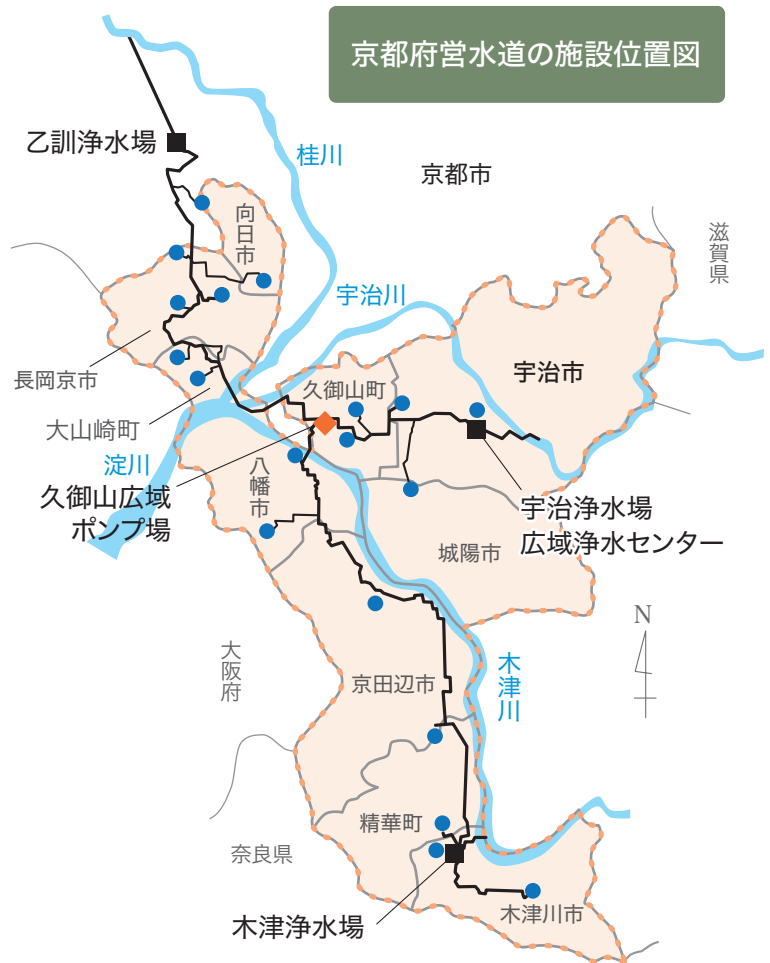 京都府営水道の施設位置図
乙訓浄水場
桂川
京都市
向日市
滋賀県
宇治川
長岡京市
宇治市
久御山町
大山崎町
淀川
八幡市
久御山広域
ポンプ場
宇治浄水場
広域浄水センター
城陽市
N
大阪府
木津川
京田辺市
精華町
奈良県
木津川市
木津浄水場